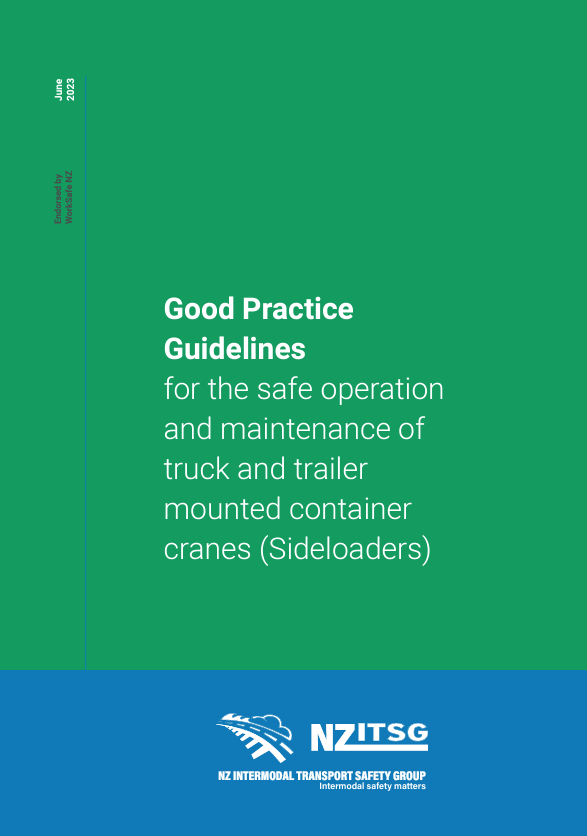 June
2023
Endorsed by
WorkSafe NZ
Good Practice
Guidelines
for the safe operation
and maintenance of
truck and trailer
mounted container
cranes (Sideloaders)
NZITSG
NZ INTERMODAL TRANSPORT SAFETY GROUP
Intermodal safety matters